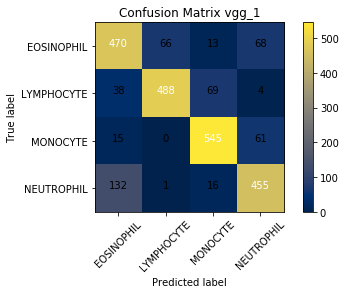 Confusion Matrix vgg_1
EOSINOPHIL 470 66 13 68
LYMPHOCYTE 38 488 69 4
MONOCYTE 15 0 545 61
NEUTROPHIL 132 1 16 455
True label
EOSINOPHIL LYMPHOCYTE MONOCYTE NEUTROPHIL
Predicted label
500
400
300
200
100
0